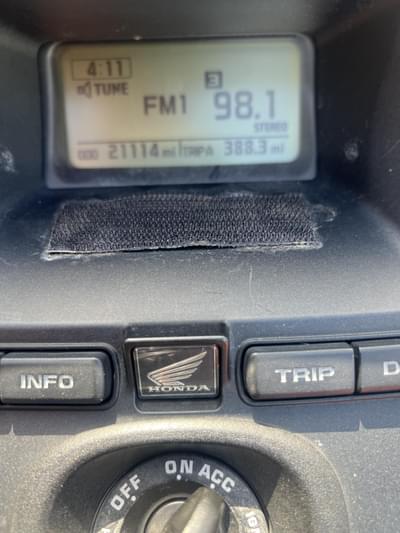 4:11
TUNE
3
FM1 98.1
STEREO
ODO 21114 mi TRIP A 388.3 mi
INFO
HONDA
TRIP
D
OFF ON ACC